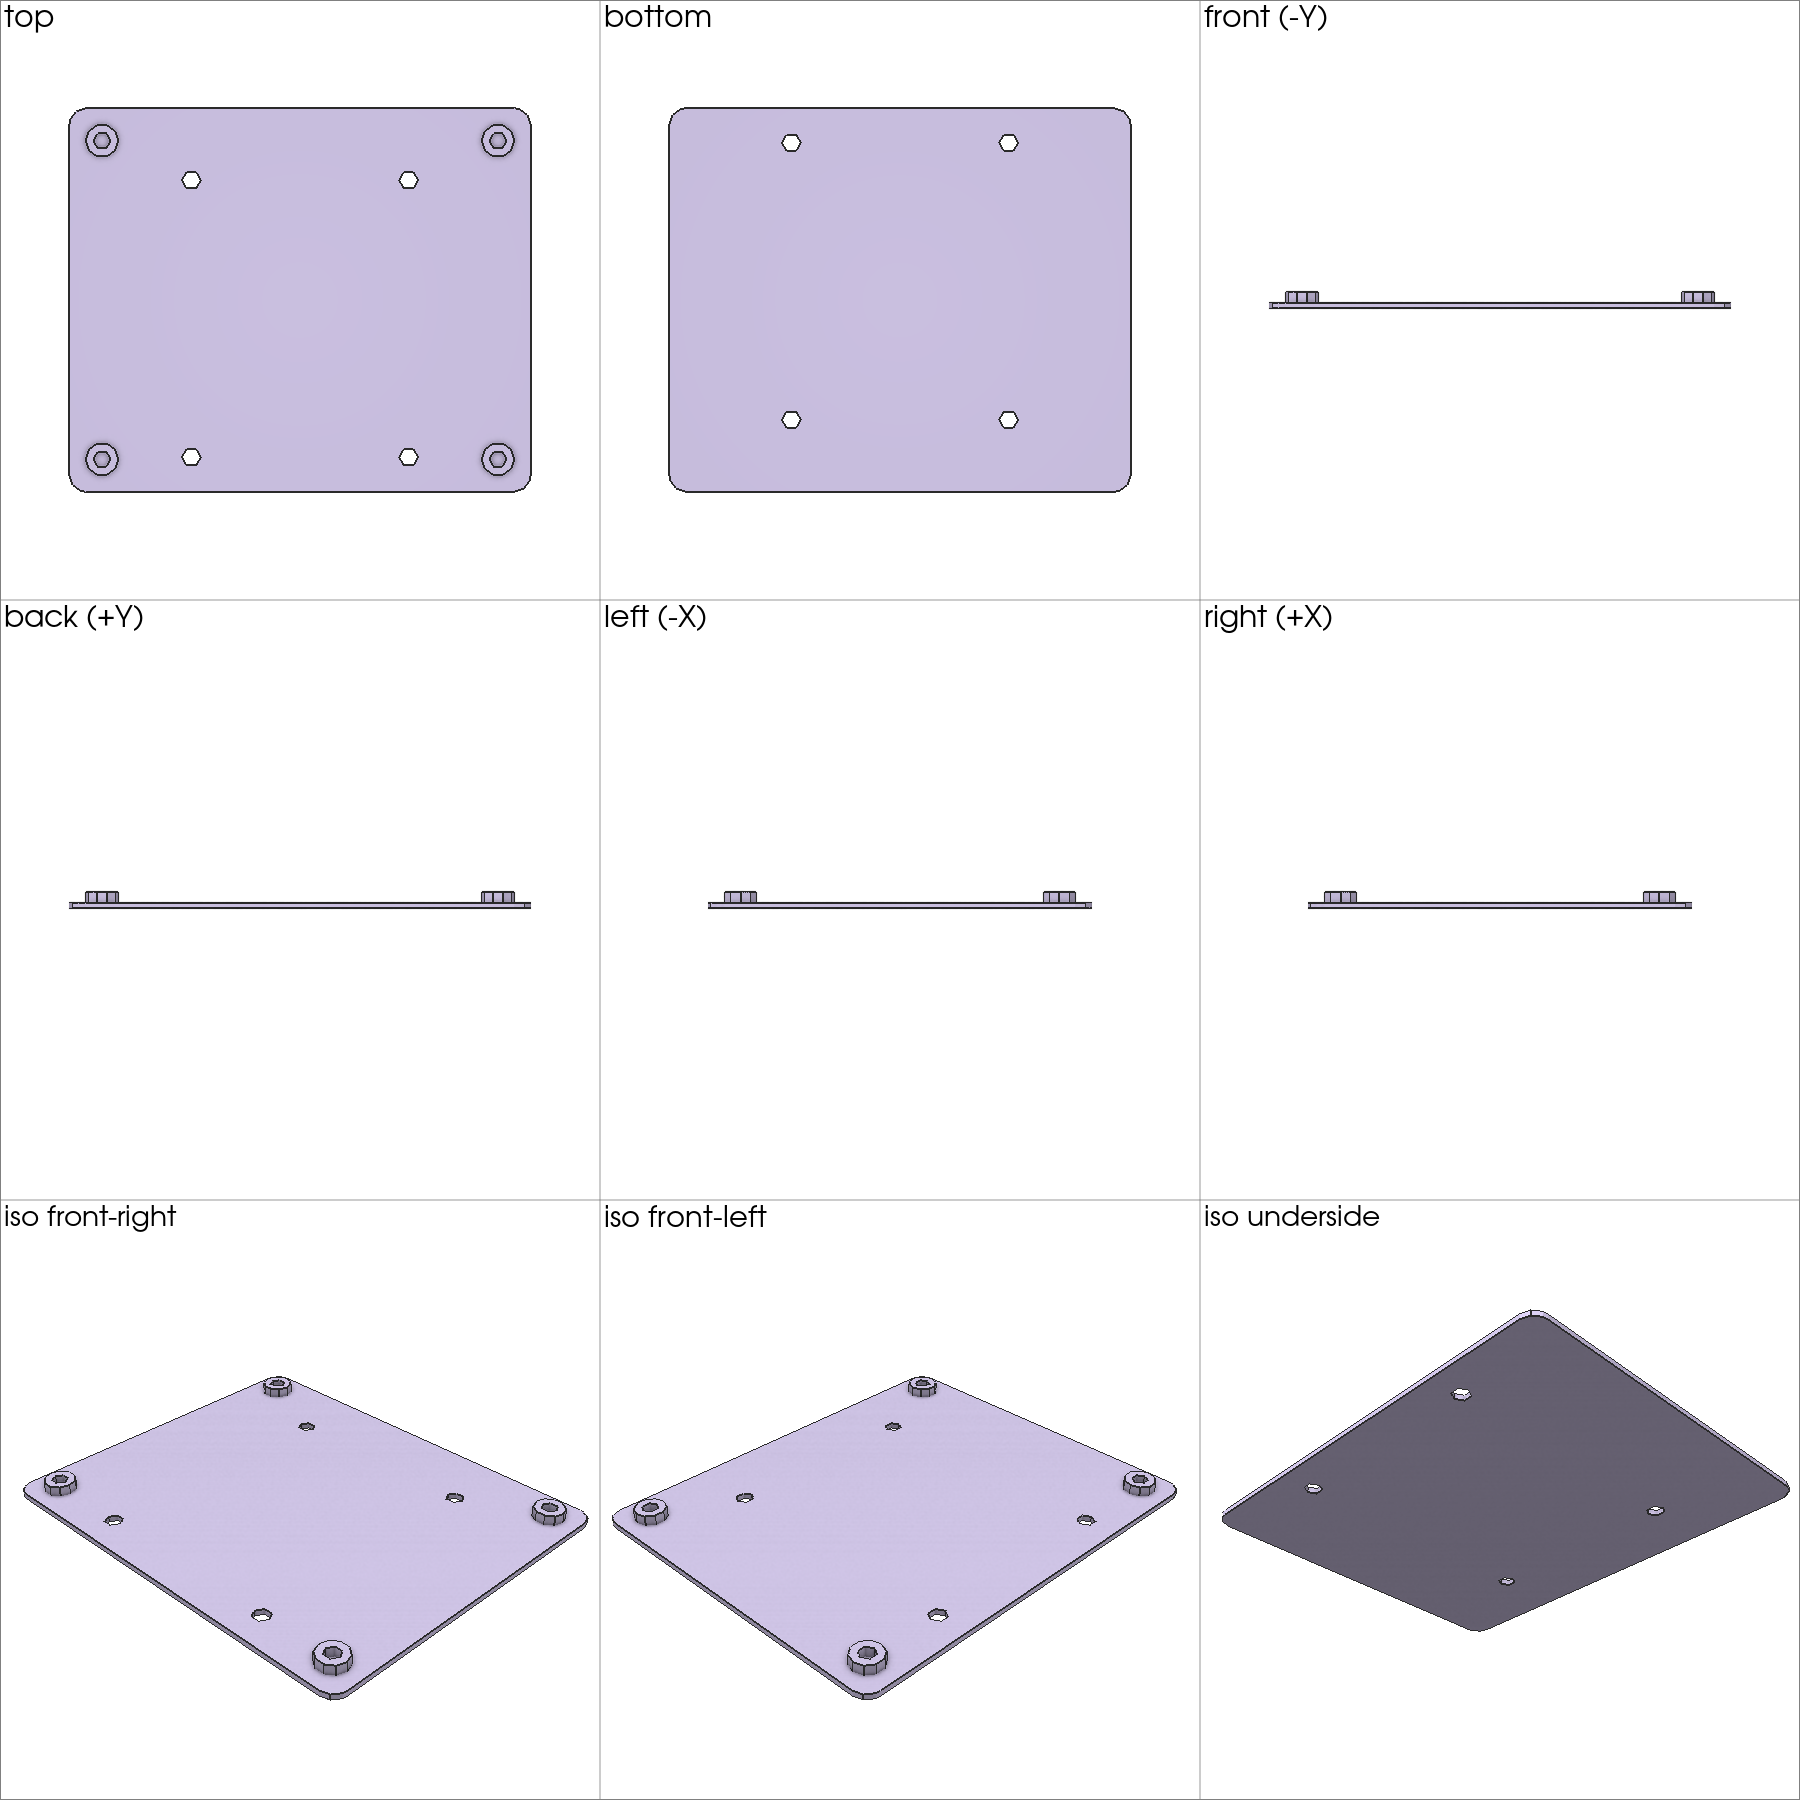 top
bottom
front (-Y)
back (+Y)
left (-X)
right (+X)
iso front-right
iso front-left
iso underside